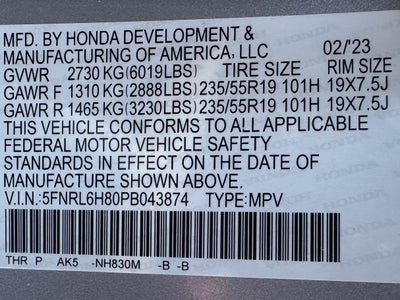 MFD. BY HONDA DEVELOPMENT &
MANUFACTURING OF AMERICA, LLC 02/'23
GVWR 2730 KG(6019LBS) TIRE SIZE RIM SIZE
GAWR F 1310 KG(2888LBS) 235/55R19 101H 19X7.5J
GAWR R 1465 KG(3230LBS) 235/55R19 101H 19X7.5J
THIS VEHICLE CONFORMS TO ALL APPLICABLE
FEDERAL MOTOR VEHICLE SAFETY
STANDARDS IN EFFECT ON THE DATE OF
MANUFACTURE SHOWN ABOVE.
V.I.N.:5FNRL6H80PB043874 TYPE:MPV
THR P AK5 -NH830M -B -B